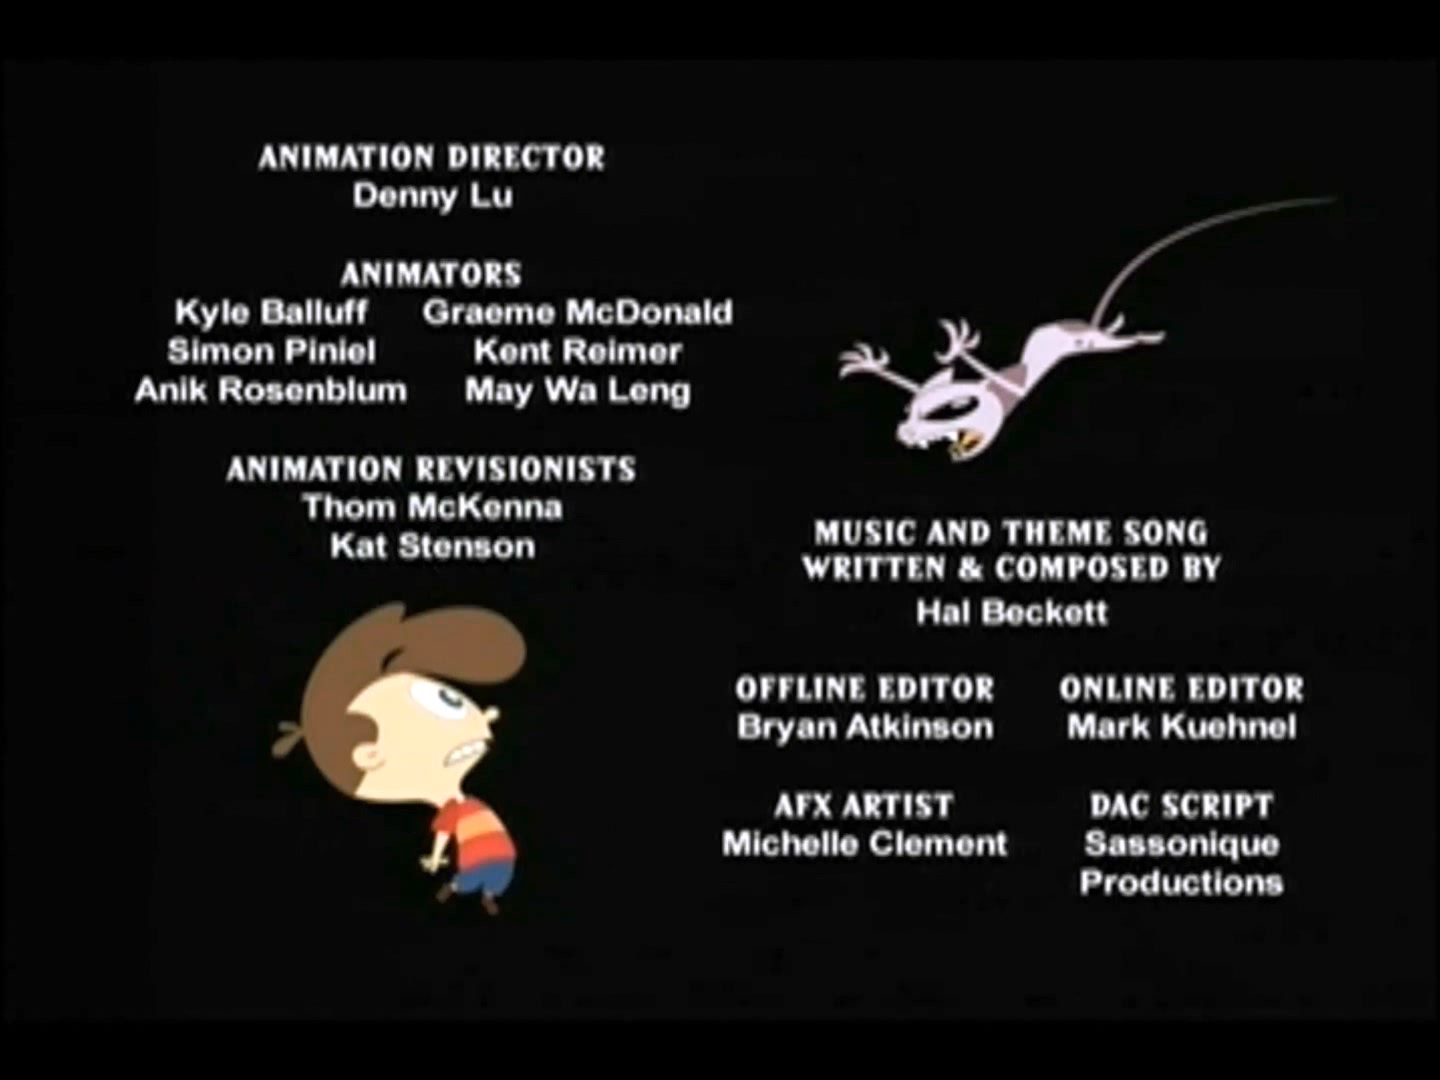 ANIMATION DIRECTOR
Denny Lu
ANIMATORS
Kyle Balluff Graeme McDonald
Simon Piniel Kent Reimer
Anik Rosenblum May Wa Leng
ANIMATION REVISIONISTS
Thom McKenna
Kat Stenson
MUSIC AND THEME SONG
WRITTEN & COMPOSED BY
Hal Beckett
OFFLINE EDITOR ONLINE EDITOR
Bryan Atkinson Mark Kuehnel
AFX ARTIST DAC SCRIPT
Michelle Clement Sassonique
Productions